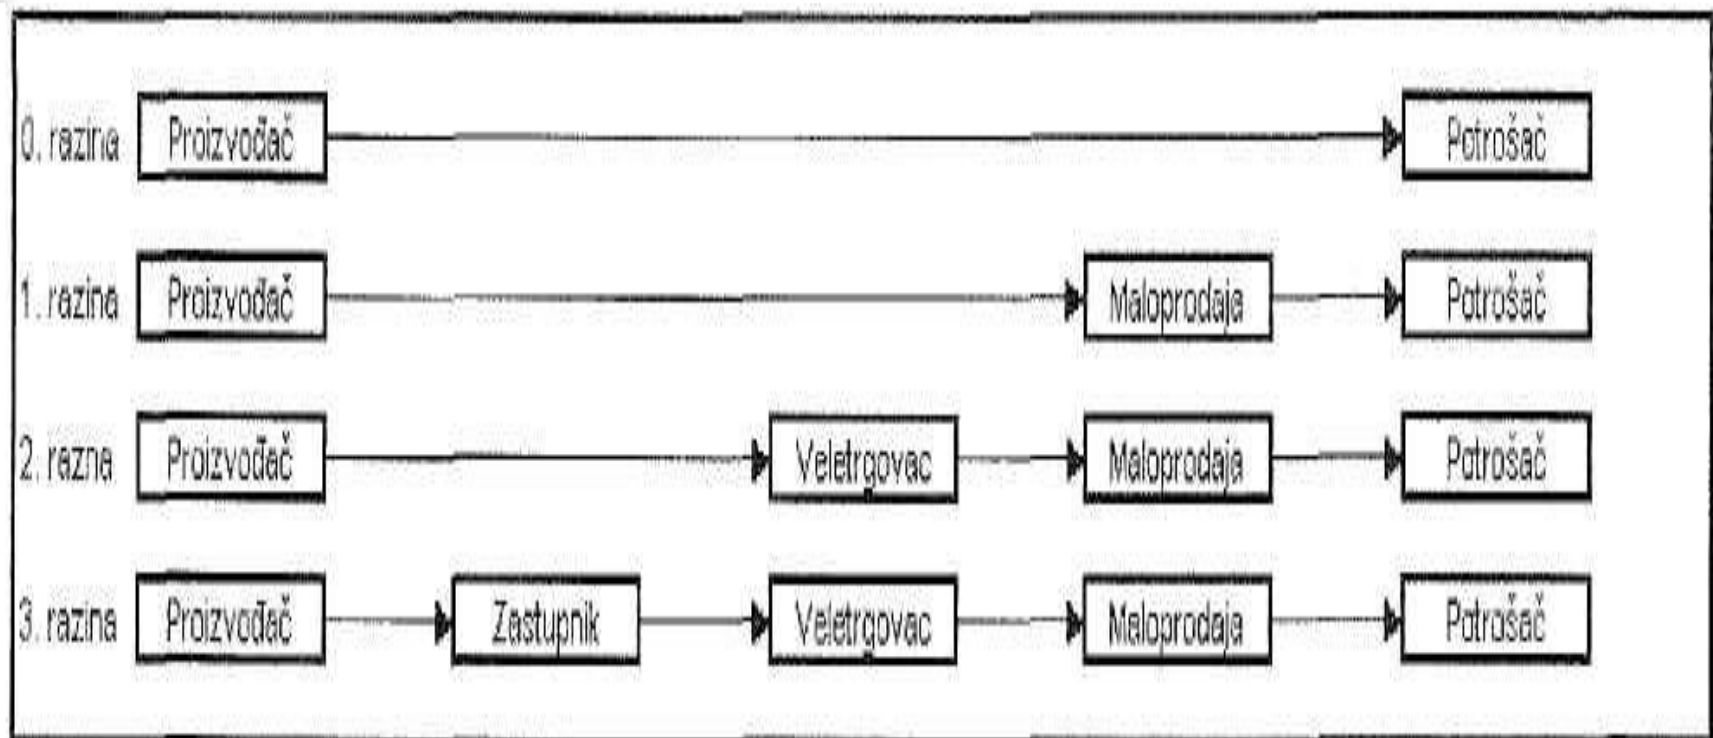 0. razina Proizvođač Potrošač
1. razina Proizvođač Maloprodaja Potrošač
2. razna Proizvođač Veletrgovac Maloprodaja Potrošač
3. razina Proizvođač Zastupnik Veletrgovac Maloprodaja Potrošač